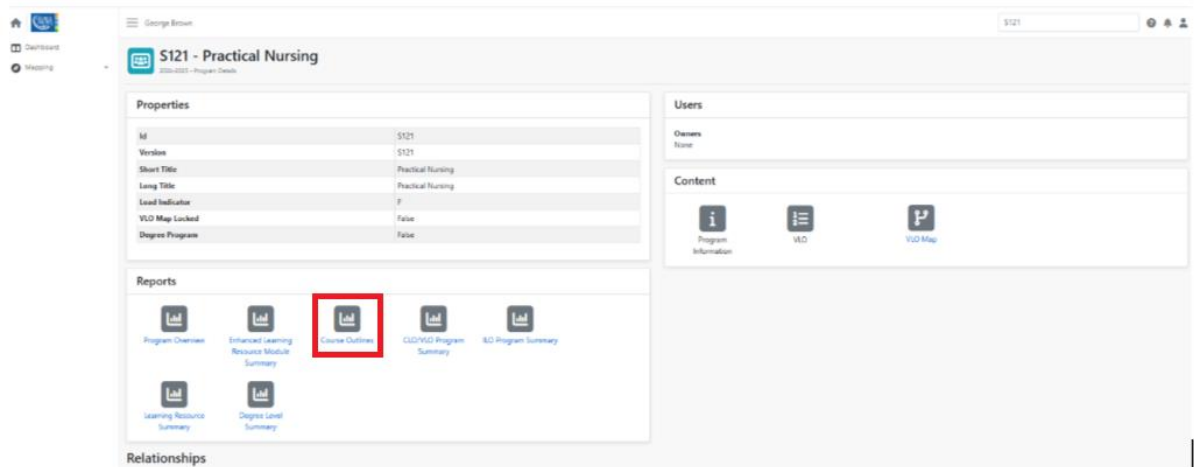 George Brown
S121
Dashboard
Mapping
S121 - Practical Nursing
Program Details
Properties
Id S121
Version S121
Short Title Practical Nursing
Long Title Practical Nursing
Load Indicator F
VLO Map Locked False
Degree Program False
Users
Owners
None
Content
Program
Information
VLO
VLO Map
Reports
Program Overview
Enhanced Learning
Resource Module
Summary
Course Outlines
CLO/VLO Program
Summary
ILO Program Summary
Learning Resource
Summary
Degree Level
Summary
Relationships